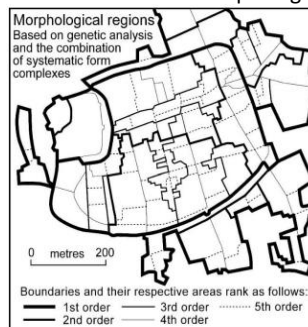 Morphological regions
Based on genetic analysis
and the combination
of systematic form
complexes
0 metres 200
Boundaries and their respective areas rank as follows:
1st order 3rd order 5th order
2nd order 4th order